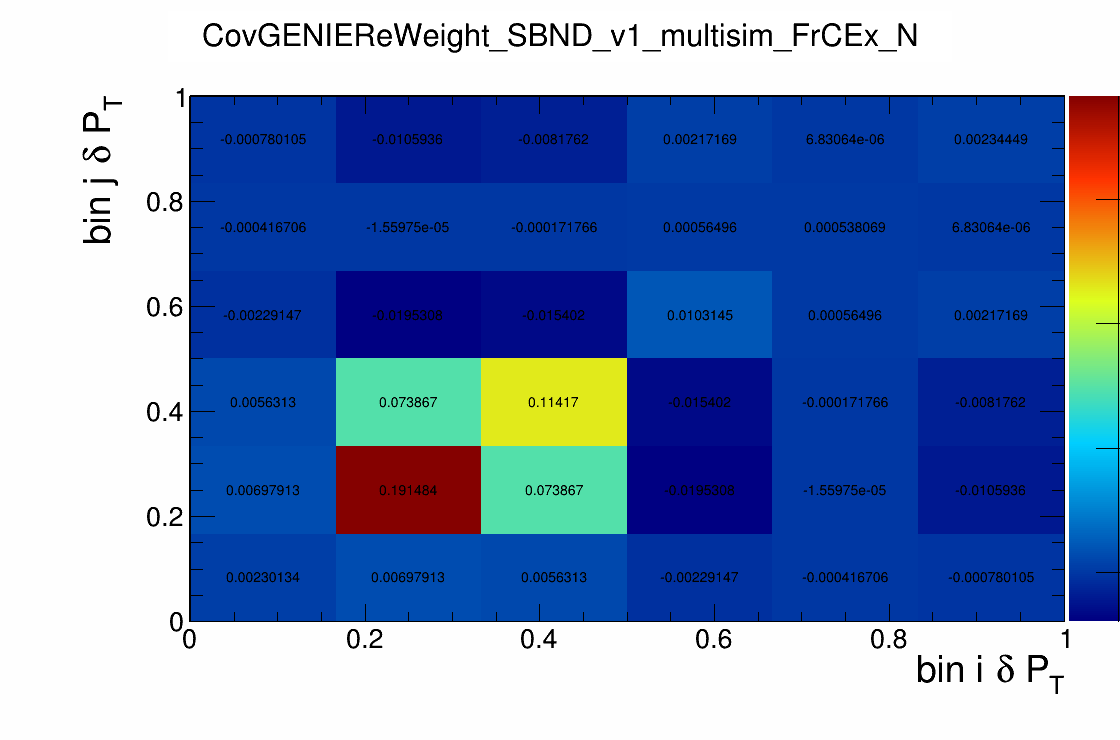 CovGENIEReWeight_SBND_v1_multisim_FrCEx_N
bin j δ P_T
1
0.8
0.6
0.4
0.2
0
-0.000780105 -0.0105936 -0.0081762 0.00217169 6.83064e-06 0.00234449
-0.000416706 -1.55975e-05 -0.000171766 0.00056496 0.000538069 6.83064e-06
-0.00229147 -0.0195308 -0.015402 0.0103145 0.00056496 0.00217169
0.0056313 0.073867 0.11417 -0.015402 -0.000171766 -0.0081762
0.00697913 0.191484 0.073867 -0.0195308 -1.55975e-05 -0.0105936
0.00230134 0.00697913 0.0056313 -0.00229147 -0.000416706 -0.000780105
0 0.2 0.4 0.6 0.8 1
bin i δ P_T